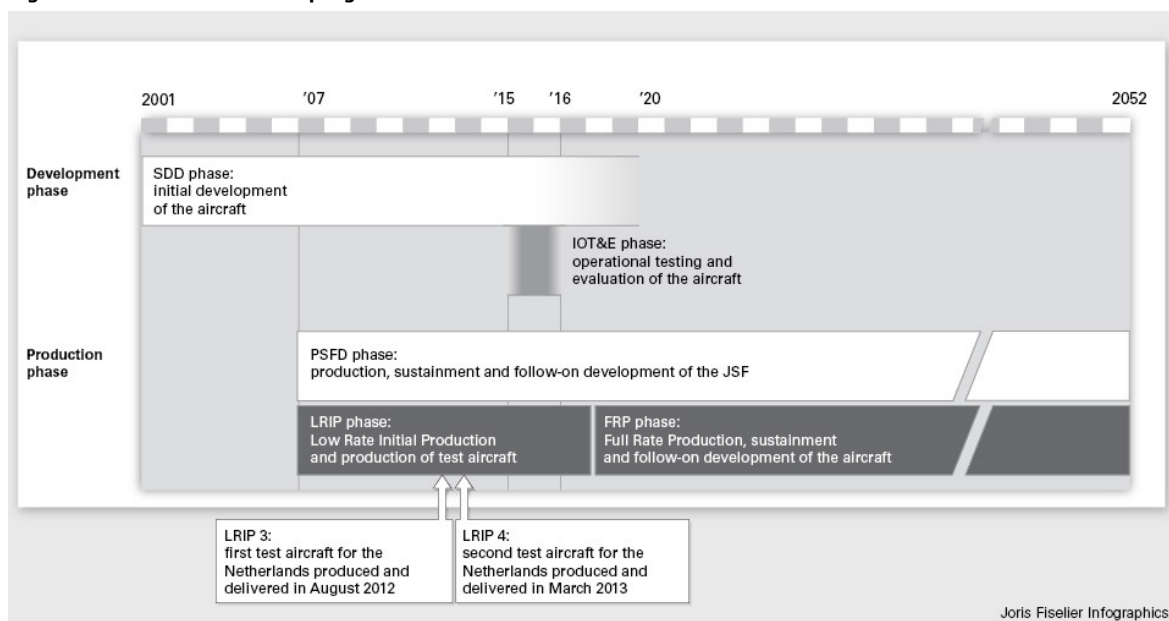 2001 '07 '15 '16 '20 2052
Development
phase
SDD phase:
initial development
of the aircraft
IOT&E phase:
operational testing and
evaluation of the aircraft
Production
phase
PSFD phase:
production, sustainment and follow-on development of the JSF
LRIP phase:
Low Rate Initial Production
and production of test aircraft
FRP phase:
Full Rate Production, sustainment
and follow-on development of the aircraft
LRIP 3:
first test aircraft for the
Netherlands produced and
delivered in August 2012
LRIP 4:
second test aircraft for the
Netherlands produced and
delivered in March 2013
Joris Fiselier Infographics